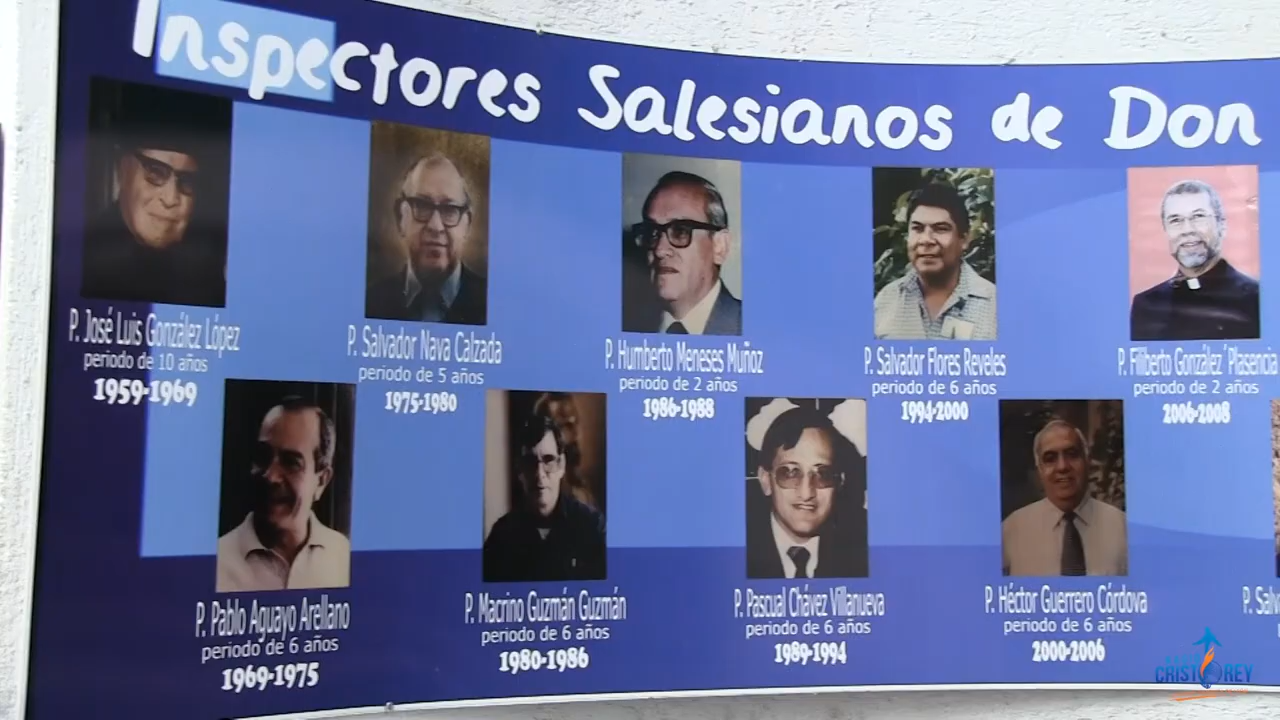 Inspectores Salesianos de Don
P. José Luis González López
periodo de 10 años
1959-1969
P. Salvador Nava Calzada
periodo de 5 años
1975-1980
P. Humberto Meneses Muñoz
periodo de 2 años
1986-1988
P. Salvador Flores Reveles
periodo de 6 años
1994-2000
P. Filiberto González´Plasencia
periodo de 2 años
2006-2008
P. Pablo Aguayo Arellano
periodo de 6 años
1969-1975
P. Macrino Guzmán Guzmán
periodo de 6 años
1980-1986
P. Pascual Chávez Villanueva
periodo de 6 años
1989-1994
P. Héctor Guerrero Córdova
periodo de 6 años
2000-2006
P. Salv
CRISTO REY